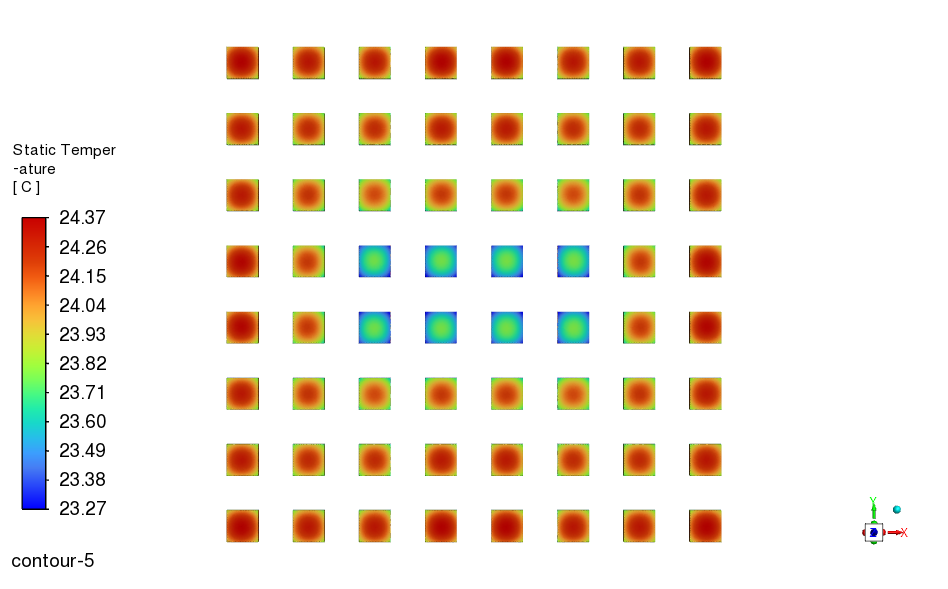 Static Temper
-ature
[ C ]
24.37
24.26
24.15
24.04
23.93
23.82
23.71
23.60
23.49
23.38
23.27
contour-5
Y
X